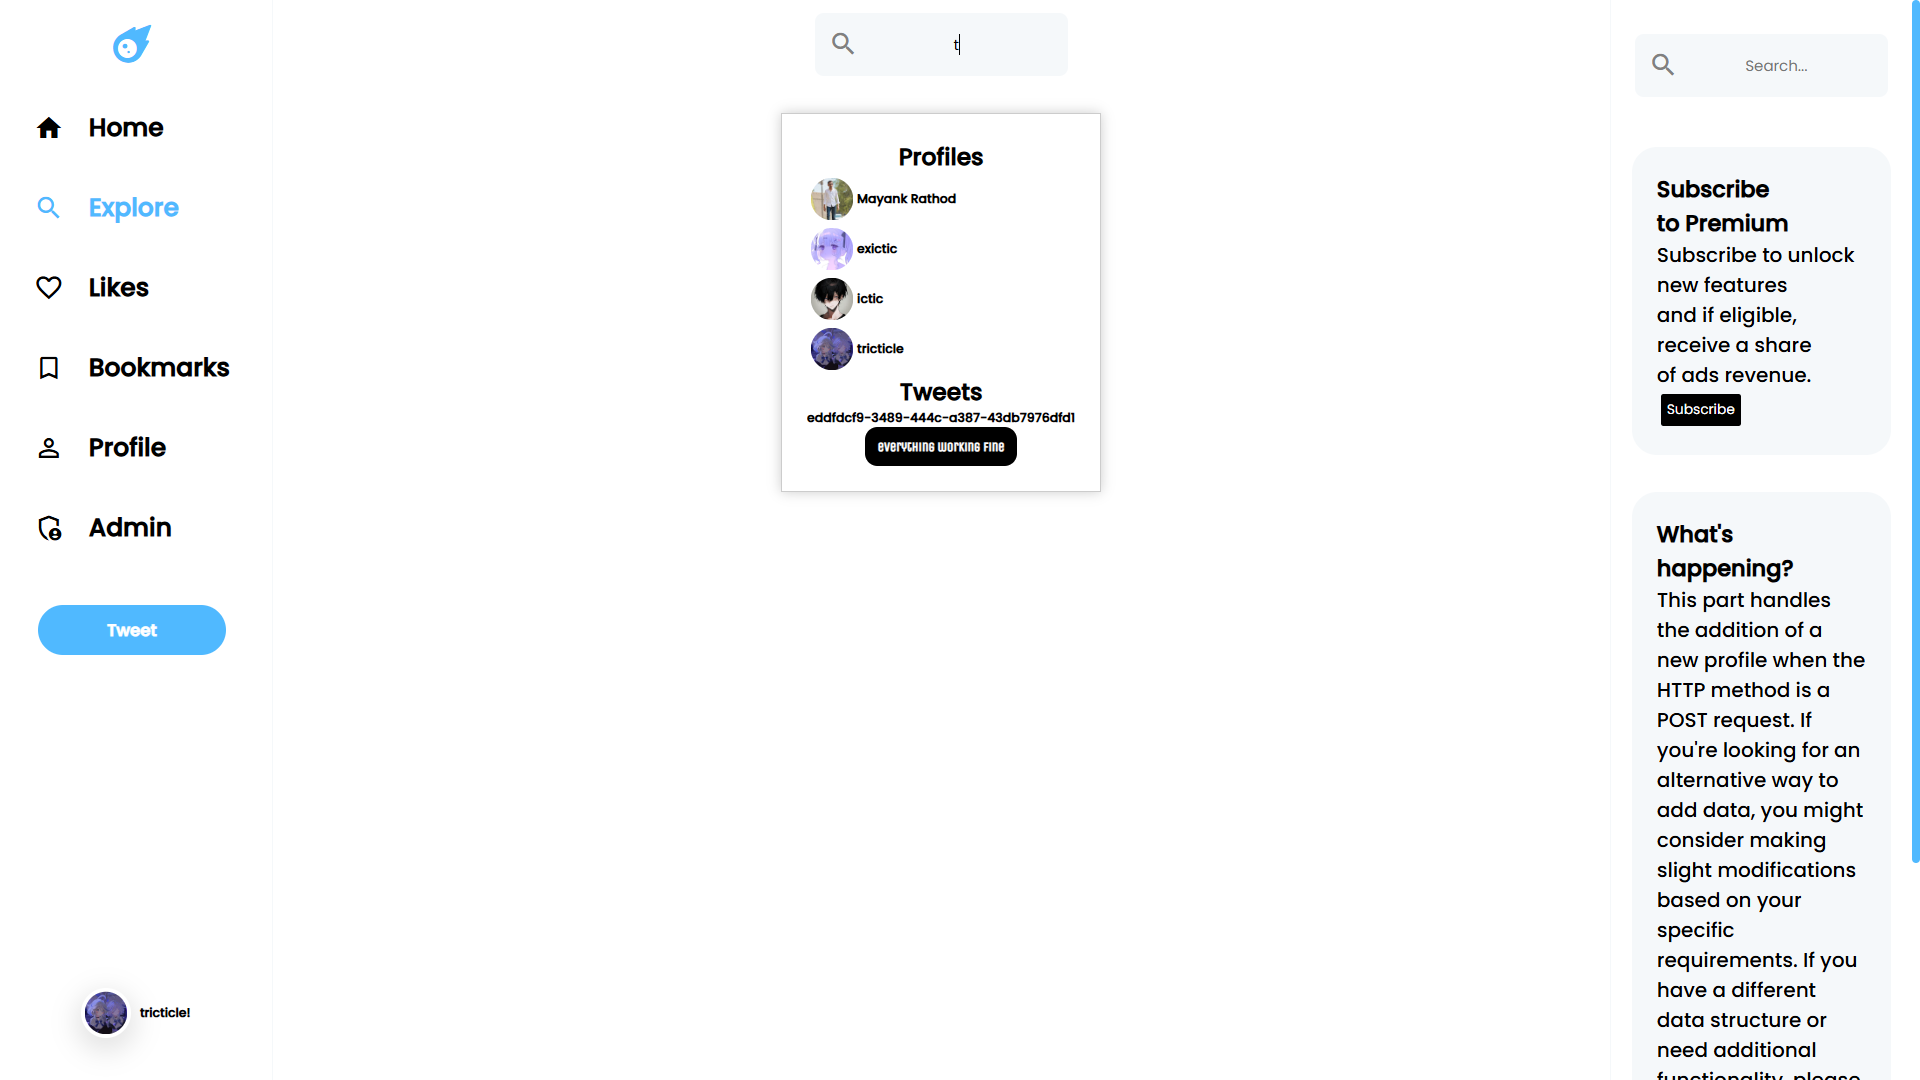 Home
Explore
Likes
Bookmarks
Profile
Admin
Tweet
tricticle!
t
Profiles
Mayank Rathod
exictic
ictic
tricticle
Tweets
eddfdcf9-3489-444c-a387-43db7976dfd1
everything working fine
Search...
Subscribe
to Premium
Subscribe to unlock
new features
and if eligible,
receive a share
of ads revenue.
Subscribe
What's
happening?
This part handles
the addition of a
new profile when the
HTTP method is a
POST request. If
you're looking for an
alternative way to
add data, you might
consider making
slight modifications
based on your
specific
requirements. If you
have a different
data structure or
need additional
functionality, please